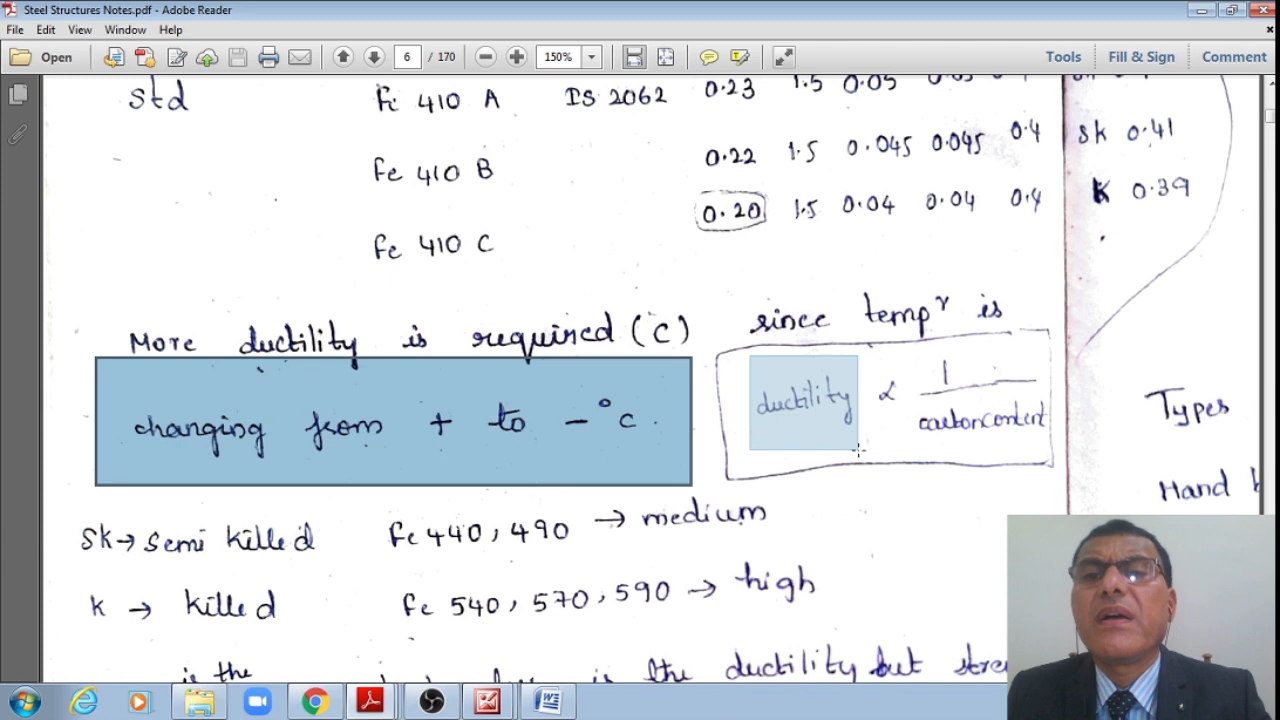 Steel Structures Notes.pdf - Adobe Reader
File Edit View Window Help
Open 6 / 170 150% Tools Fill & Sign Comment
Std Fe 410 A IS 2062 0.23 1.5 0.05
Fe 410 B 0.22 1.5 0.045 0.045 0.4 Sk 0.41
Fe 410 C 0.20 1.5 0.04 0.04 0.4 K 0.39
More ductility is required (C) since tempr is
changing from + to - °C.
ductility ∝ 1 / carbon content
Types
Hand
Sk → Semi killed Fe 440, 490 → medium
K → killed Fe 540, 570, 590 → high
is the is the ductility but